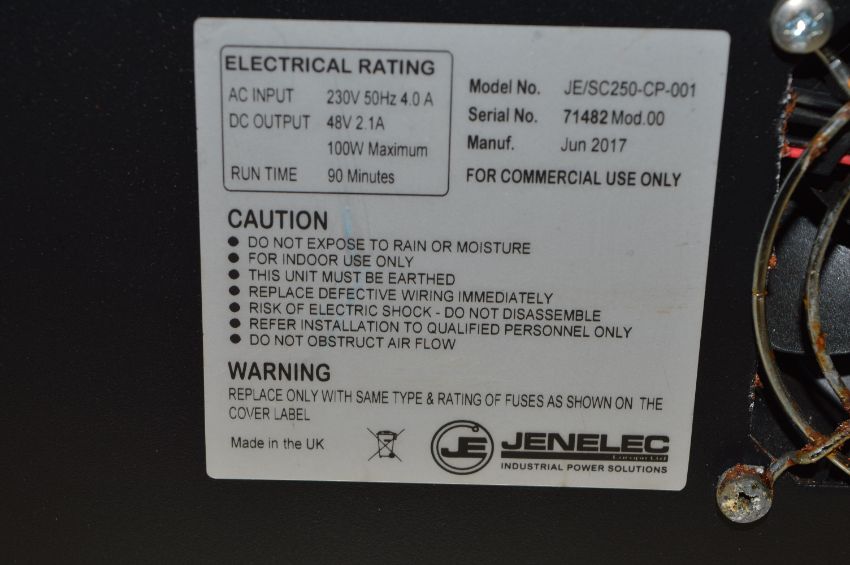 ELECTRICAL RATING
AC INPUT 230V 50Hz 4.0 A
DC OUTPUT 48V 2.1A
100W Maximum
RUN TIME 90 Minutes
Model No. JE/SC250-CP-001
Serial No. 71482 Mod.00
Manuf. Jun 2017
FOR COMMERCIAL USE ONLY
CAUTION
● DO NOT EXPOSE TO RAIN OR MOISTURE
● FOR INDOOR USE ONLY
● THIS UNIT MUST BE EARTHED
● REPLACE DEFECTIVE WIRING IMMEDIATELY
● RISK OF ELECTRIC SHOCK - DO NOT DISASSEMBLE
● REFER INSTALLATION TO QUALIFIED PERSONNEL ONLY
● DO NOT OBSTRUCT AIR FLOW
WARNING
REPLACE ONLY WITH SAME TYPE & RATING OF FUSES AS SHOWN ON THE
COVER LABEL
Made in the UK
JE JENELEC
Europe Ltd
INDUSTRIAL POWER SOLUTIONS